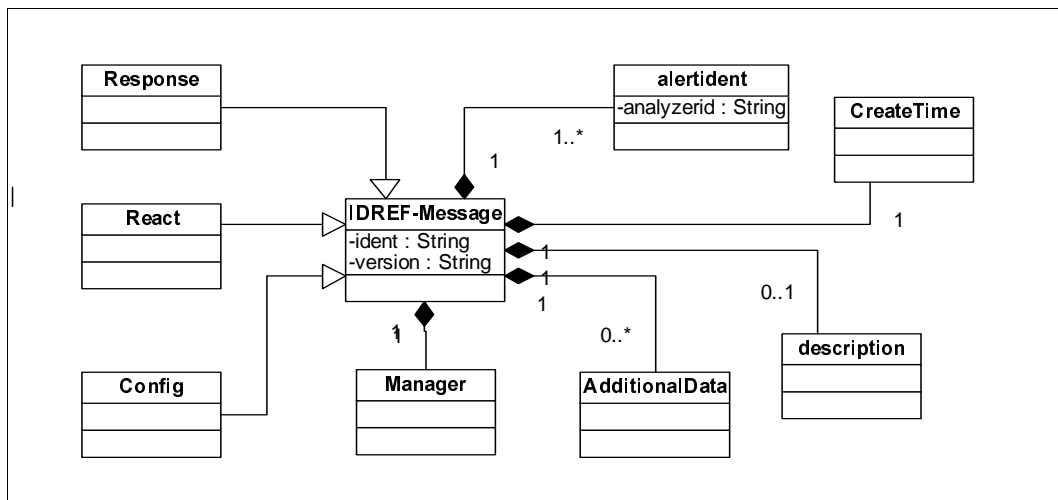 Response
alertident
-analyzerid : String
CreateTime
1..*
1
React
IDREF-Message
1
-ident : String
-version : String
1
1
1
0..1
1
1
0..*
description
Config
Manager
AdditionalData